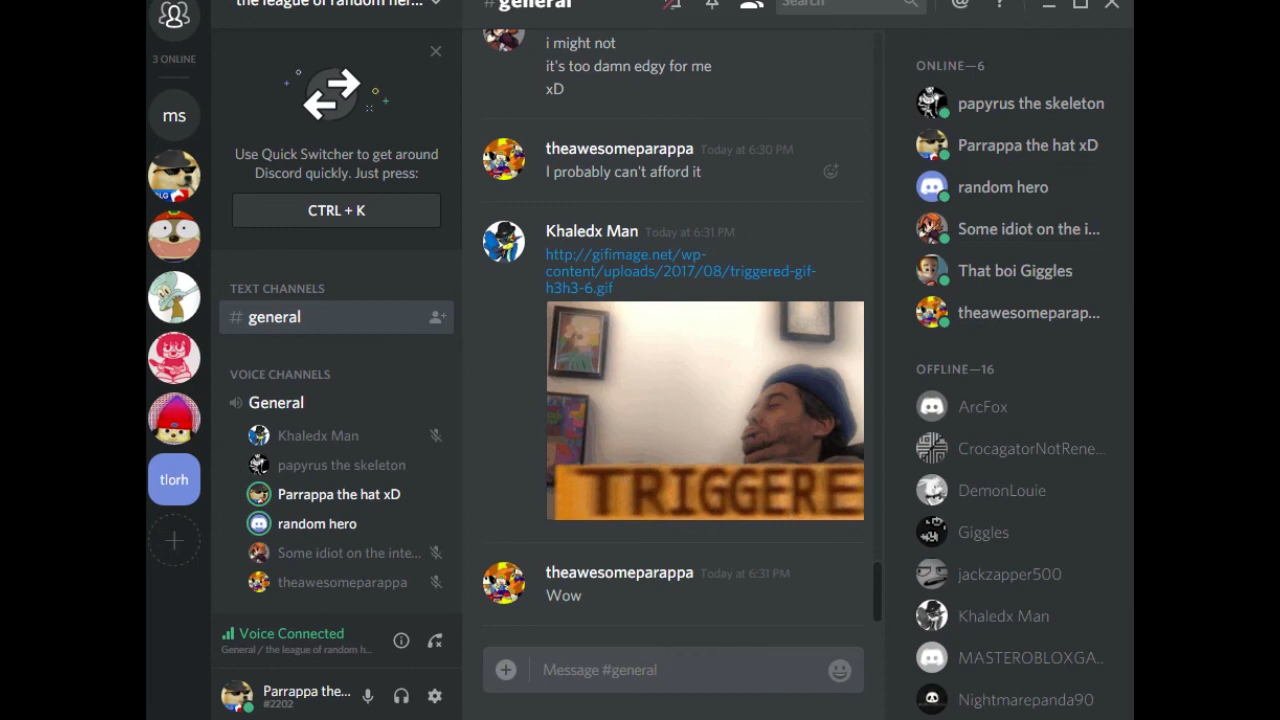 3 ONLINE
ms
tlorh
the league of random her...
Use Quick Switcher to get around
Discord quickly. Just press:
CTRL + K
TEXT CHANNELS
# general
VOICE CHANNELS
General
Khaledx Man
papyrus the skeleton
Parrappa the hat xD
random hero
Some idiot on the inte...
theawesomeparappa
Voice Connected
General / the league of random h...
Parrappa the...
#2202
#general
Search
i might not
it's too damn edgy for me
xD
theawesomeparappa Today at 6:30 PM
I probably can't afford it
Khaledx Man Today at 6:31 PM
http://gifimage.net/wp-
content/uploads/2017/08/triggered-gif-
h3h3-6.gif
TRIGGERE
theawesomeparappa Today at 6:31 PM
Wow
Message #general
ONLINE—6
papyrus the skeleton
Parrappa the hat xD
random hero
Some idiot on the i...
That boi Giggles
theawesomeparap...
OFFLINE—16
ArcFox
CrocagatorNotRene...
DemonLouie
Giggles
jackzapper500
Khaledx Man
MASTEROBLOXGA...
Nightmarepanda90